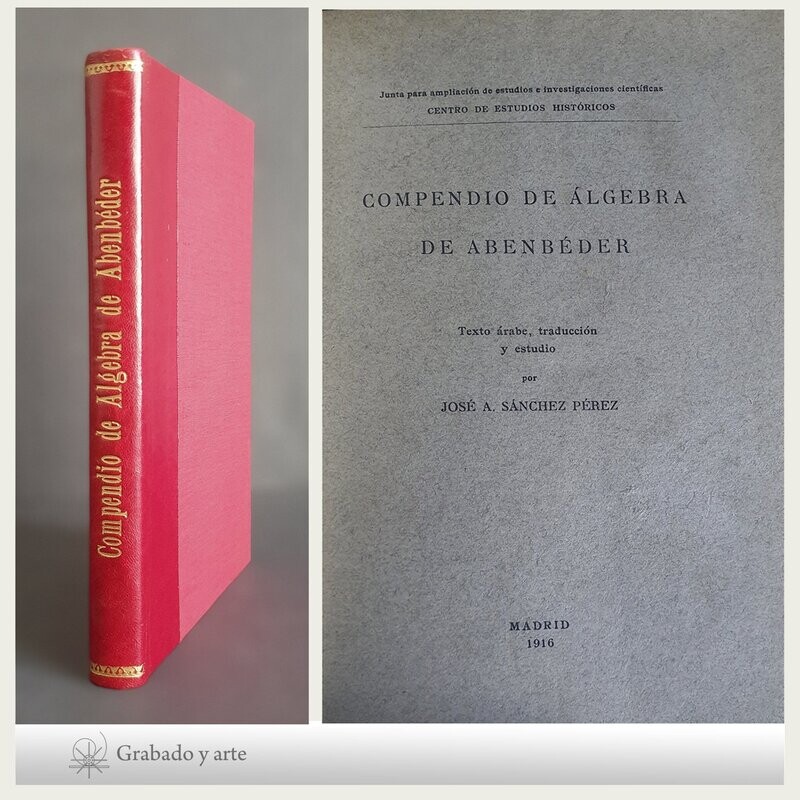 Compendio de Algebra de Abenbéder
Junta para ampliación de estudios e investigaciones científicas
CENTRO DE ESTUDIOS HISTÓRICOS
COMPENDIO DE ÁLGEBRA
DE ABENBÉDER
Texto árabe, traducción
y estudio
por
JOSÉ A. SÁNCHEZ PÉREZ
MADRID
1916
Grabado y arte